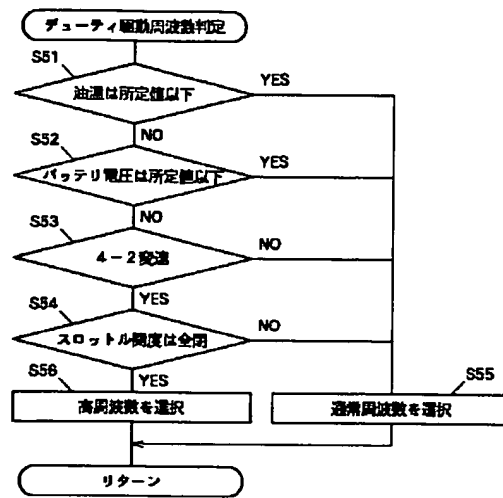 デューティ駆動周波数判定
S51
油温は所定値以下
YES
NO
S52
バッテリ電圧は所定値以下
YES
NO
S53
4-2変速
NO
YES
S54
スロットル開度は全閉
NO
YES
S56
高周波数を選択
S55
通常周波数を選択
リターン